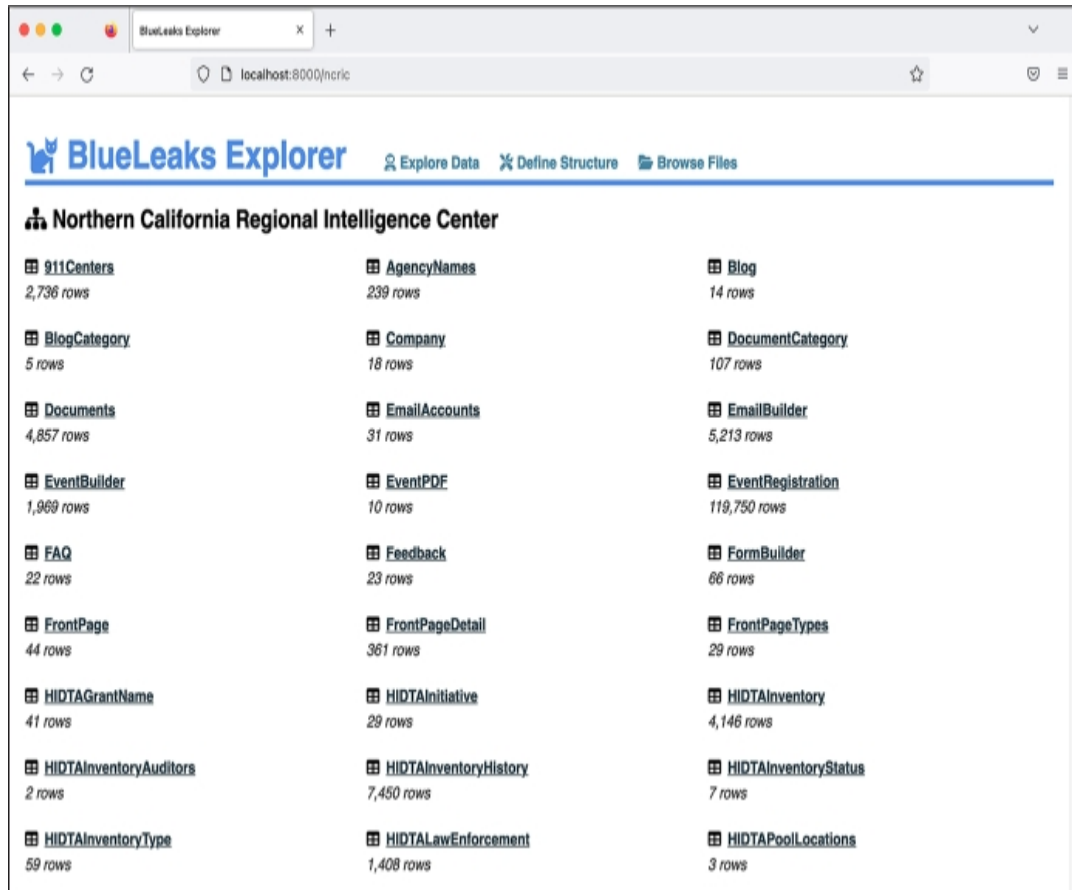 BlueLeaks Explorer
localhost:8000/ncric
BlueLeaks Explorer Explore Data Define Structure Browse Files
Northern California Regional Intelligence Center
911Centers AgencyNames Blog
2,736 rows 239 rows 14 rows
BlogCategory Company DocumentCategory
5 rows 18 rows 107 rows
Documents EmailAccounts EmailBuilder
4,857 rows 31 rows 5,213 rows
EventBuilder EventPDF EventRegistration
1,969 rows 10 rows 119,750 rows
FAQ Feedback FormBuilder
22 rows 23 rows 66 rows
FrontPage FrontPageDetail FrontPageTypes
44 rows 361 rows 29 rows
HIDTAGrantName HIDTAInitiative HIDTAInventory
41 rows 29 rows 4,146 rows
HIDTAInventoryAuditors HIDTAInventoryHistory HIDTAInventoryStatus
2 rows 7,450 rows 7 rows
HIDTAInventoryType HIDTALawEnforcement HIDTAPoolLocations
59 rows 1,408 rows 3 rows